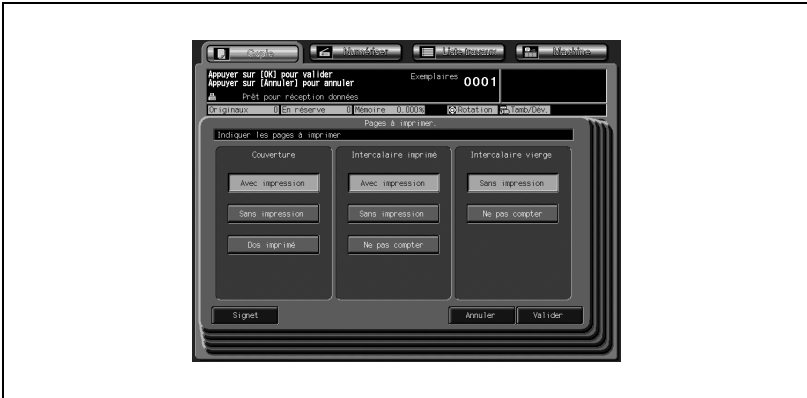 Copie Numériser Liste travaux Machine
Appuyer sur [OK] pour valider
Appuyer sur [Annuler] pour annuler
Exemplaires 0001
Prêt pour réception données
Originaux 0 En réserve 0 Memoire 0.000% Rotation Tamb/Dév.
Pages à imprimer.
Indiquer les pages à imprimer
Couverture Intercalaire imprimé Intercalaire vierge
Avec impression Avec impression Sans impression
Sans impression Sans impression Ne pas compter
Dos imprimé Ne pas compter
Signet Annuler Valider